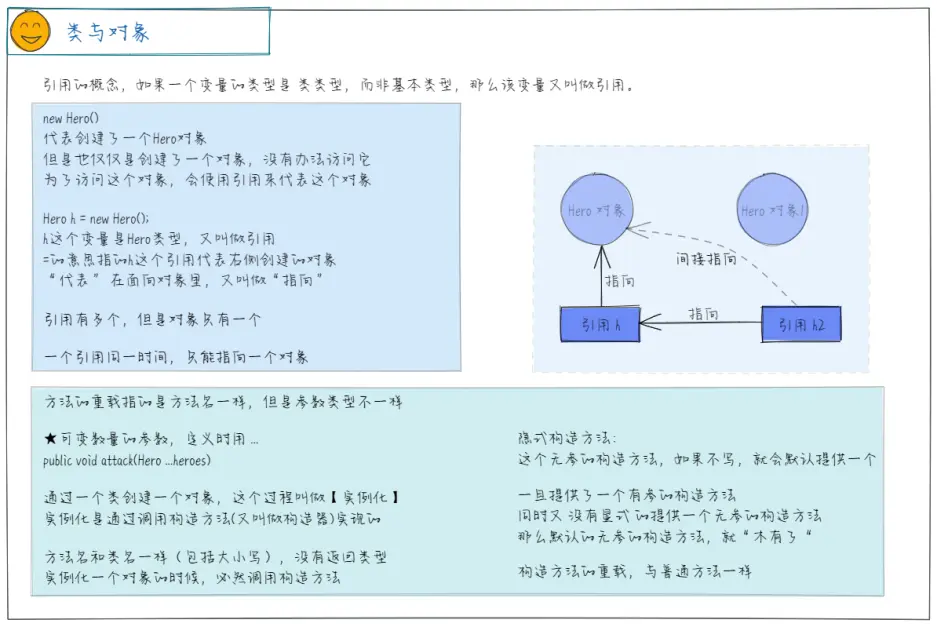 类与对象
引用的概念，如果一个变量的类型是 类类型，而非基本类型，那么该变量又叫做引用。
new Hero()
代表创建了一个Hero对象
但是也仅仅是创建了一个对象，没有办法访问它
为了访问这个对象，会使用引用来代表这个对象
Hero h = new Hero();
h这个变量是Hero类型，又叫做引用
=的意思指的h这个引用代表右侧创建的对象
“代表” 在面向对象里，又叫做“指向”
引用有多个，但是对象只有一个
一个引用同一时间，只能指向一个对象
Hero 对象
Hero 对象1
间接指向
指向
指向
引用 h
引用 h2
方法的重载指的是方法名一样，但是参数类型不一样
★可变数量的参数，定义时用 ...
public void attack(Hero ...heroes)
通过一个类创建一个对象，这个过程叫做【实例化】
实例化是通过调用构造方法(又叫做构造器)实现的
方法名和类名一样（包括大小写），没有返回类型
实例化一个对象的时候，必然调用构造方法
隐式构造方法:
这个无参的构造方法，如果不写，就会默认提供一个
一旦提供了一个有参的构造方法
同时又没有显式的提供一个无参的构造方法
那么默认的无参的构造方法，就“木有了“
构造方法的重载，与普通方法一样